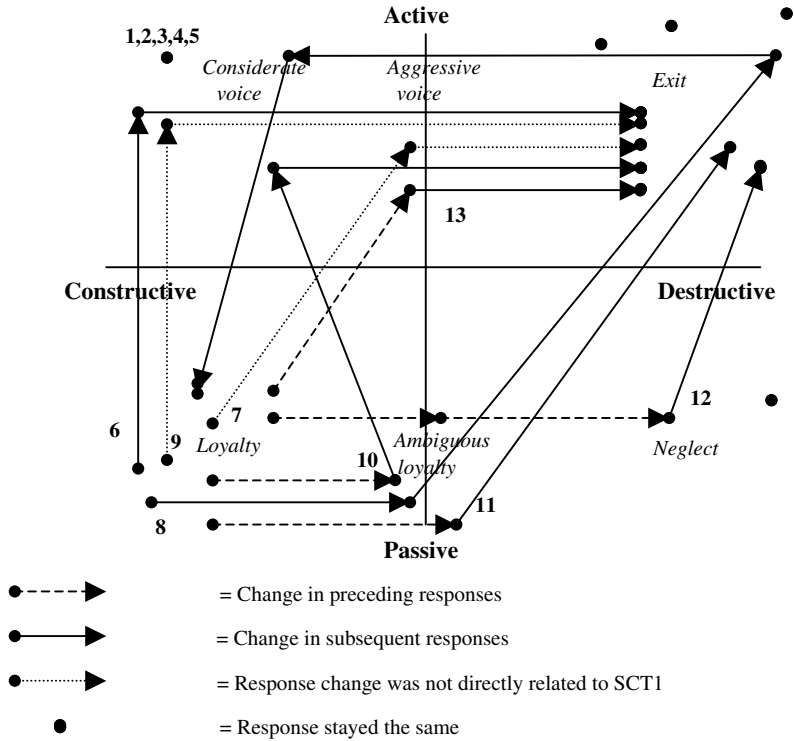 Active
1,2,3,4,5
Considerate
voice
Aggressive
voice
Exit
13
Constructive
Destructive
6
9
7
Loyalty
10
Ambiguous
loyalty
12
Neglect
8
11
Passive
= Change in preceding responses
= Change in subsequent responses
= Response change was not directly related to SCT1
= Response stayed the same